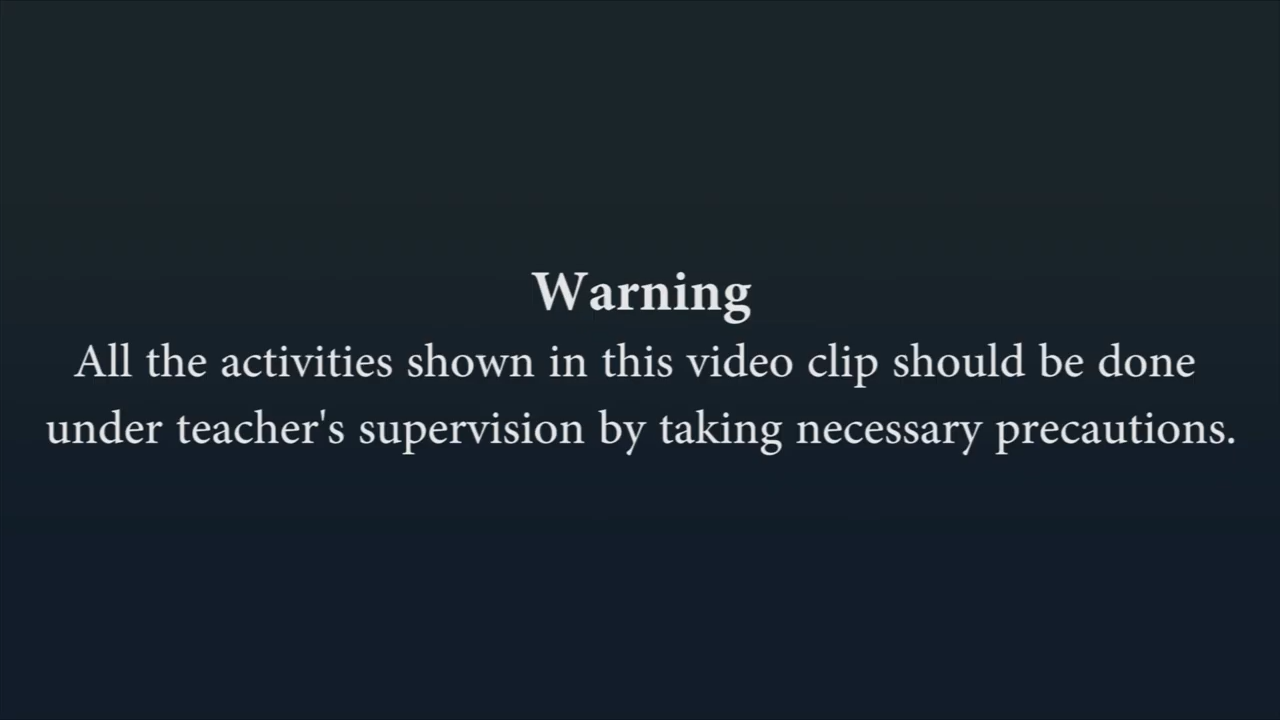 Warning
All the activities shown in this video clip should be done
under teacher's supervision by taking necessary precautions.